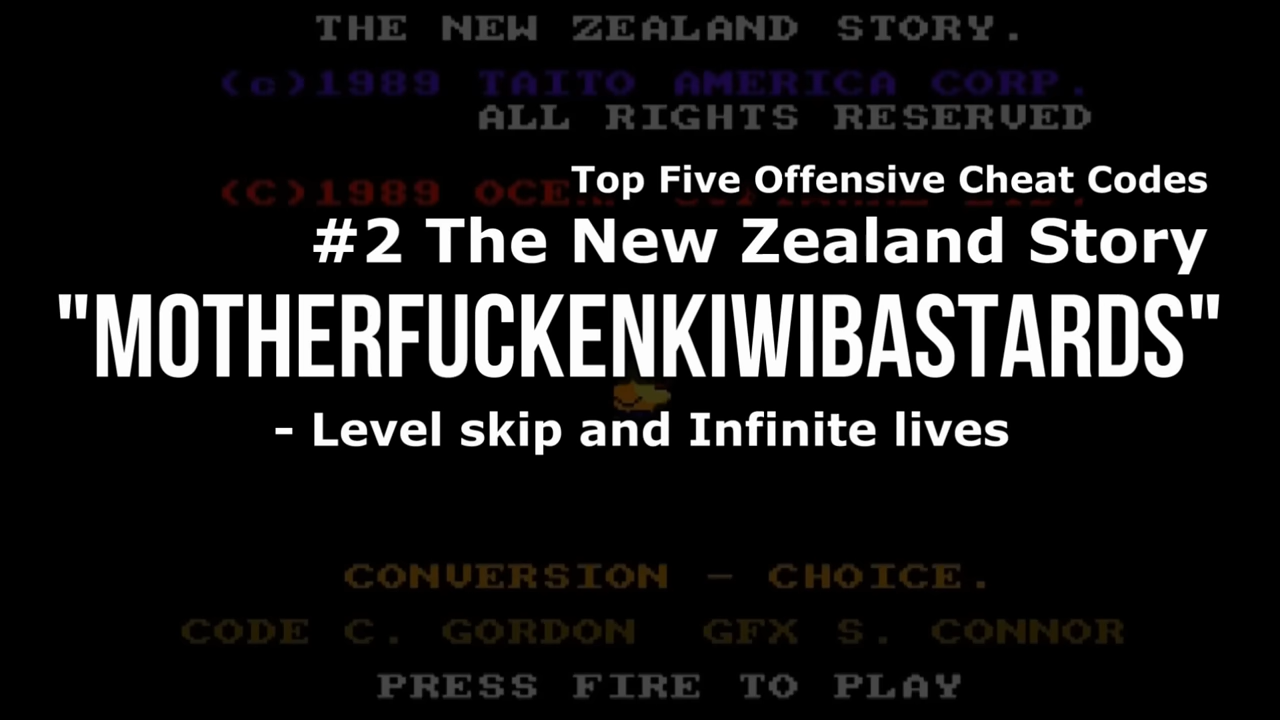 THE NEW ZEALAND STORY.
(c)1989 TAITO AMERICA CORP.
ALL RIGHTS RESERVED
Top Five Offensive Cheat Codes
(C)1989
#2 The New Zealand Story
"MOTHERFUCKENKIWIBASTARDS"
- Level skip and Infinite lives
CONVERSION - CHOICE.
CODE C. GORDON GFX S. CONNOR
PRESS FIRE TO PLAY